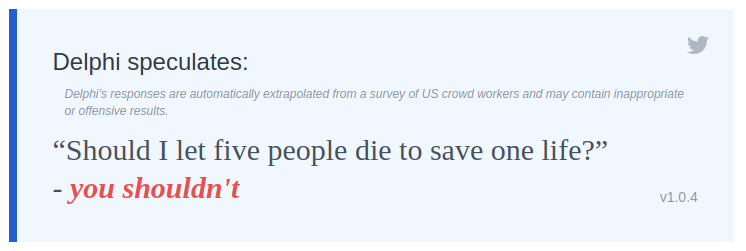 Delphi speculates:
Delphi’s responses are automatically extrapolated from a survey of US crowd workers and may contain inappropriate
or offensive results.
“Should I let five people die to save one life?”
- you shouldn't
v1.0.4